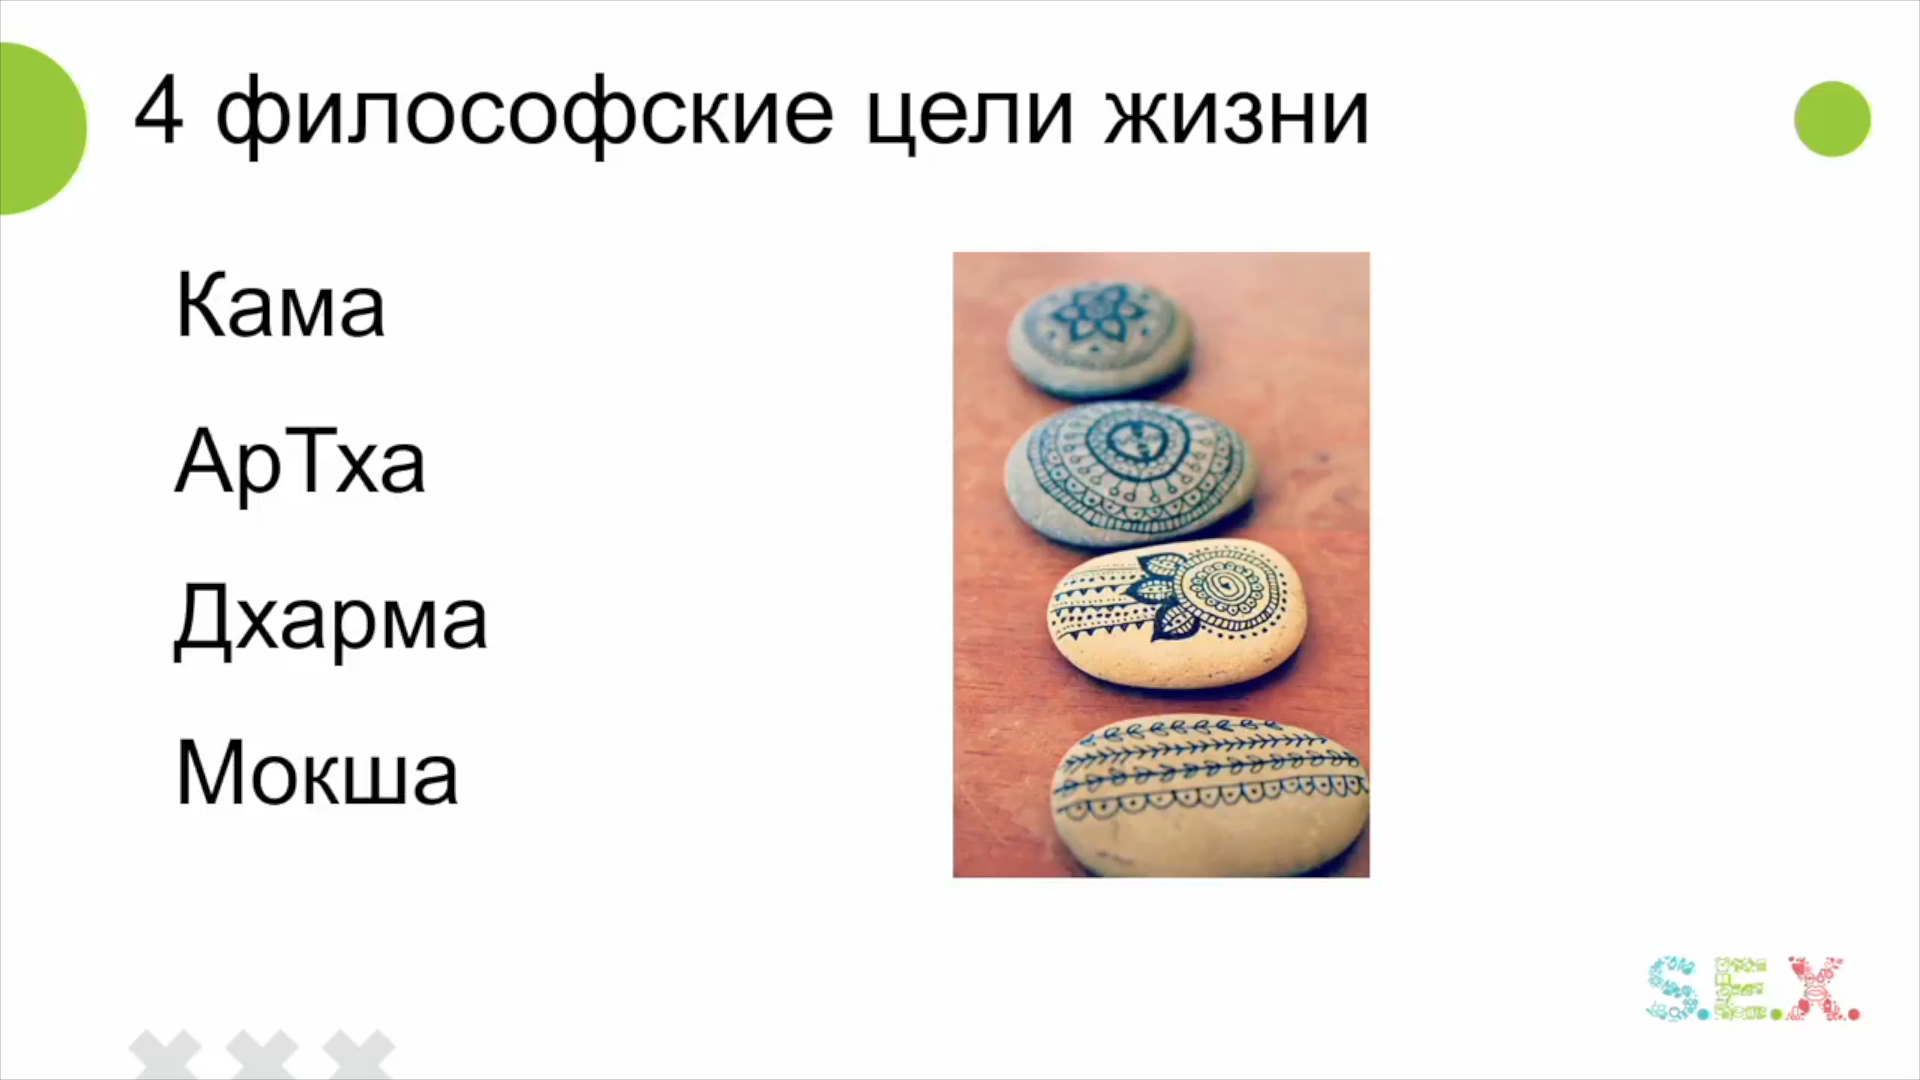 4 философские цели жизни
Кама
АрТха
Дхарма
Мокша
S.E.X.